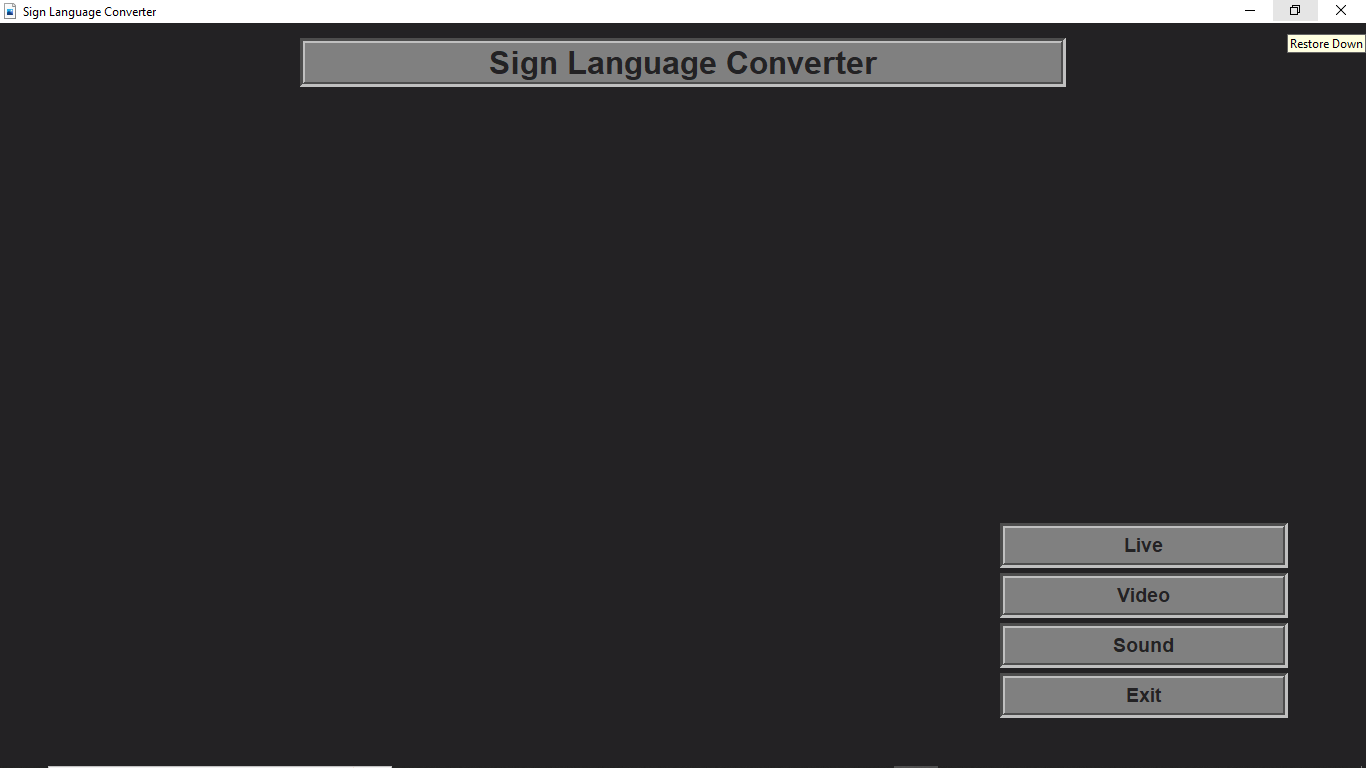 Sign Language Converter
Restore Down
Sign Language Converter
Live
Video
Sound
Exit